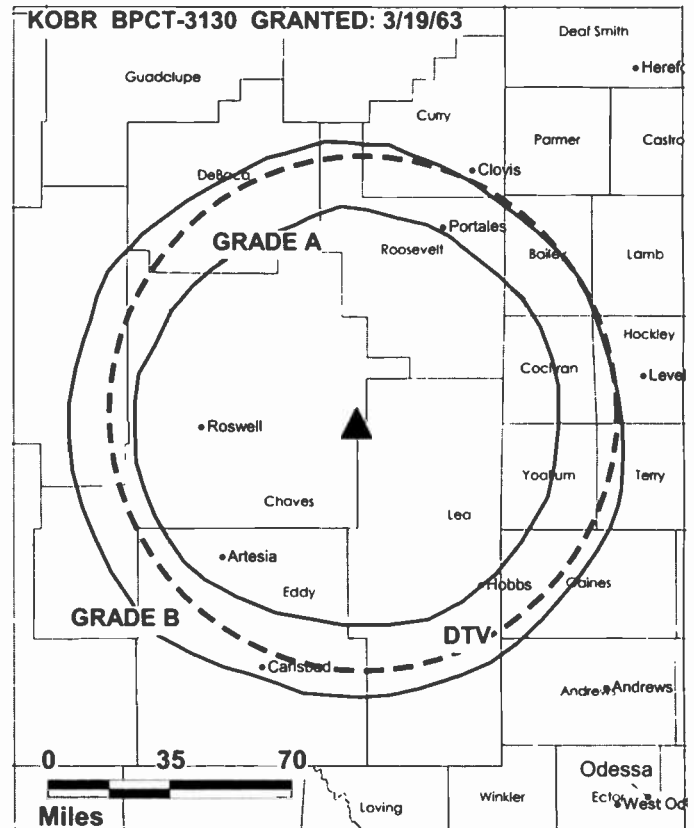 KOBR BPCT-3130 GRANTED: 3/19/63
Deaf Smith
Guadclupe
Curry
Parmer
Castro
DeBaca
Clovis
GRADE A
Portales
Roosevelt
Bailey
Lamb
Hockley
Cochran
Level
Roswell
Yoakum
Terry
Chaves
Lea
Artesia
Eddy
Hobbs
Gaines
GRADE B
DTV
Carlsbad
Andrews
Andrews
0 35 70
Miles
Odessa
Loving
Winkler
Ector
West Od